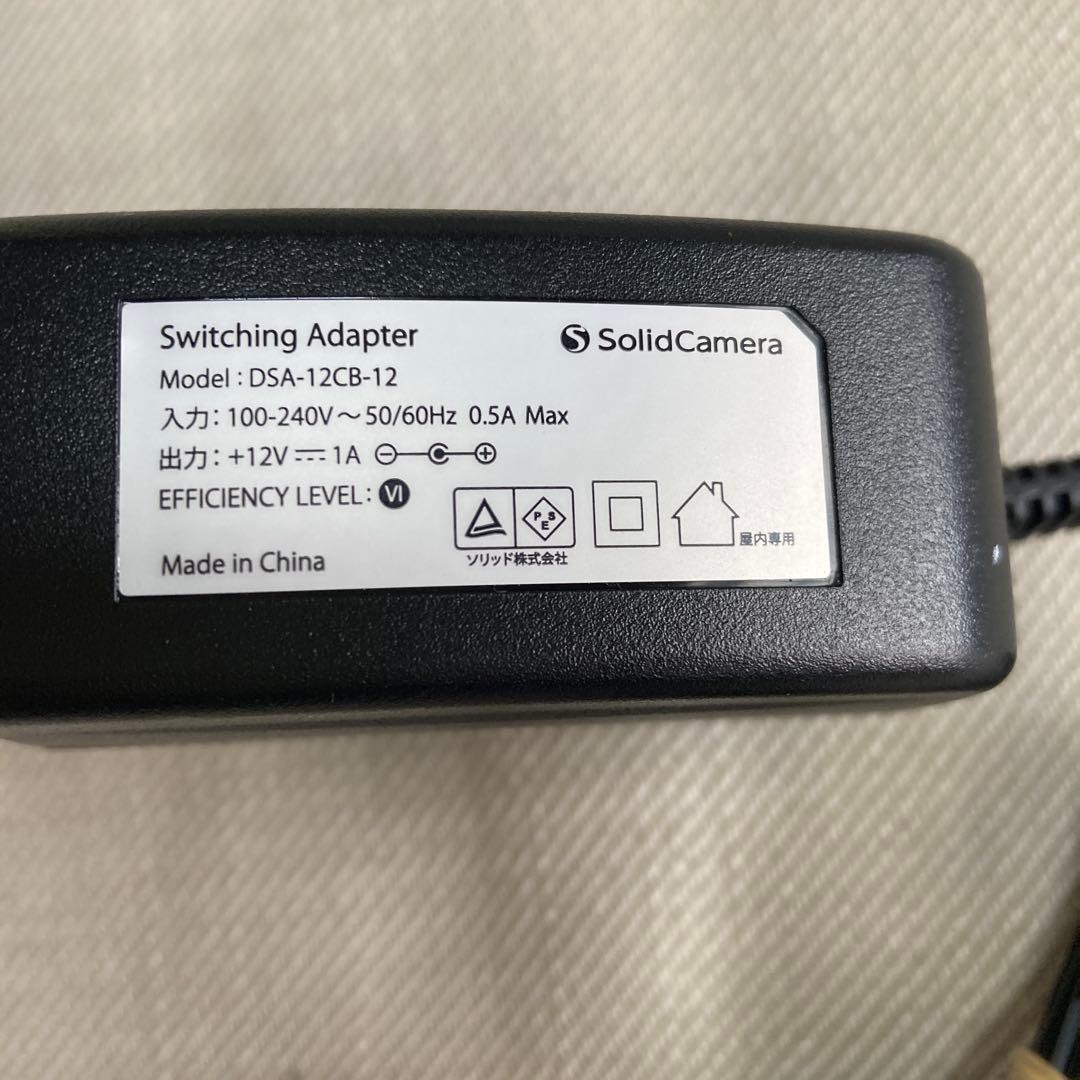 Switching Adapter
SolidCamera
Model : DSA-12CB-12
入力 : 100-240V～50/60Hz 0.5A Max
出力 : +12V⎓1A
EFFICIENCY LEVEL : VI
PSE
ソリッド株式会社
屋内専用
Made in China